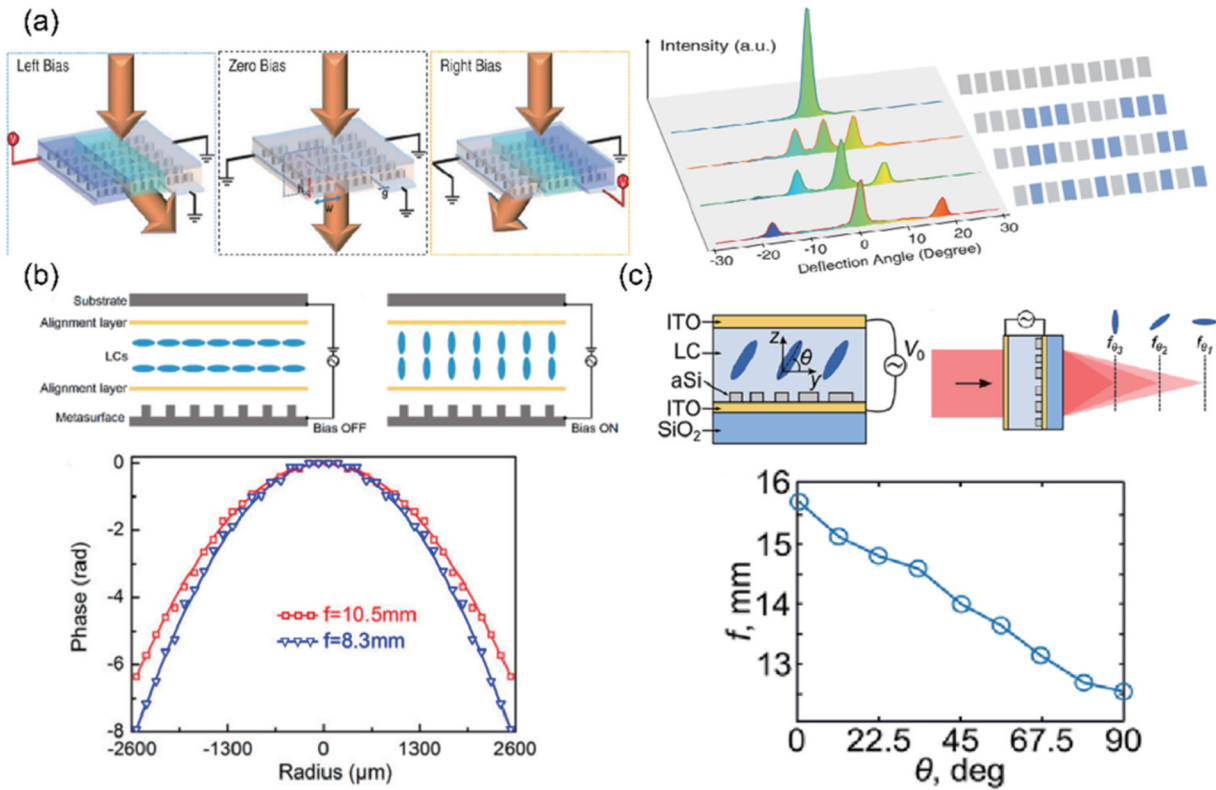 (a)
Left Bias
Zero Bias
Right Bias
V
h
w
g
V
Intensity (a.u.)
-30 -20 -10 0 10 20 30
Deflection Angle (Degree)
(b)
Substrate
Alignment layer
LCs
Alignment layer
Metasurface
Bias OFF
Bias ON
Phase (rad)
0
-2
-4
-6
-8
f=10.5mm
f=8.3mm
-2600 -1300 0 1300 2600
Radius (μm)
(c)
ITO
LC
aSi
ITO
SiO2
z
θ
y
V0
fθ3 fθ2 fθ1
f, mm
16
15
14
13
0 22.5 45 67.5 90
θ, deg